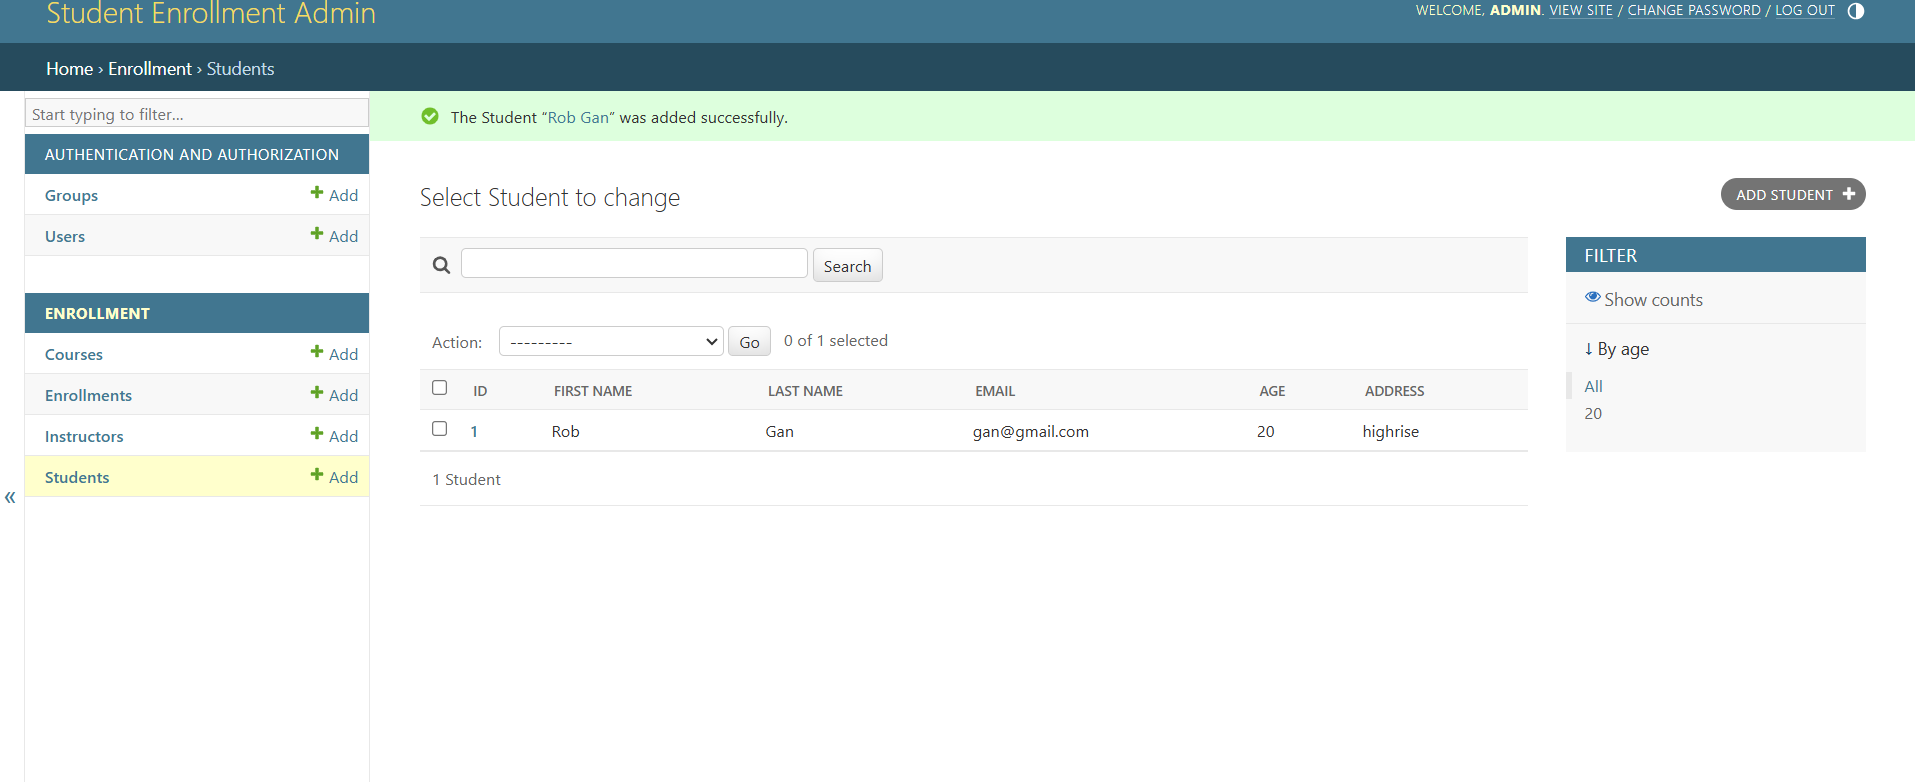 Student Enrollment Admin
WELCOME, ADMIN. VIEW SITE / CHANGE PASSWORD / LOG OUT
Home › Enrollment › Students
Start typing to filter...
AUTHENTICATION AND AUTHORIZATION
Groups + Add
Users + Add
ENROLLMENT
Courses + Add
Enrollments + Add
Instructors + Add
Students + Add
«
The Student “Rob Gan” was added successfully.
Select Student to change
ADD STUDENT +
Search
Action: --------- Go 0 of 1 selected
ID FIRST NAME LAST NAME EMAIL AGE ADDRESS
1 Rob Gan gan@gmail.com 20 highrise
1 Student
FILTER
Show counts
↓ By age
All
20